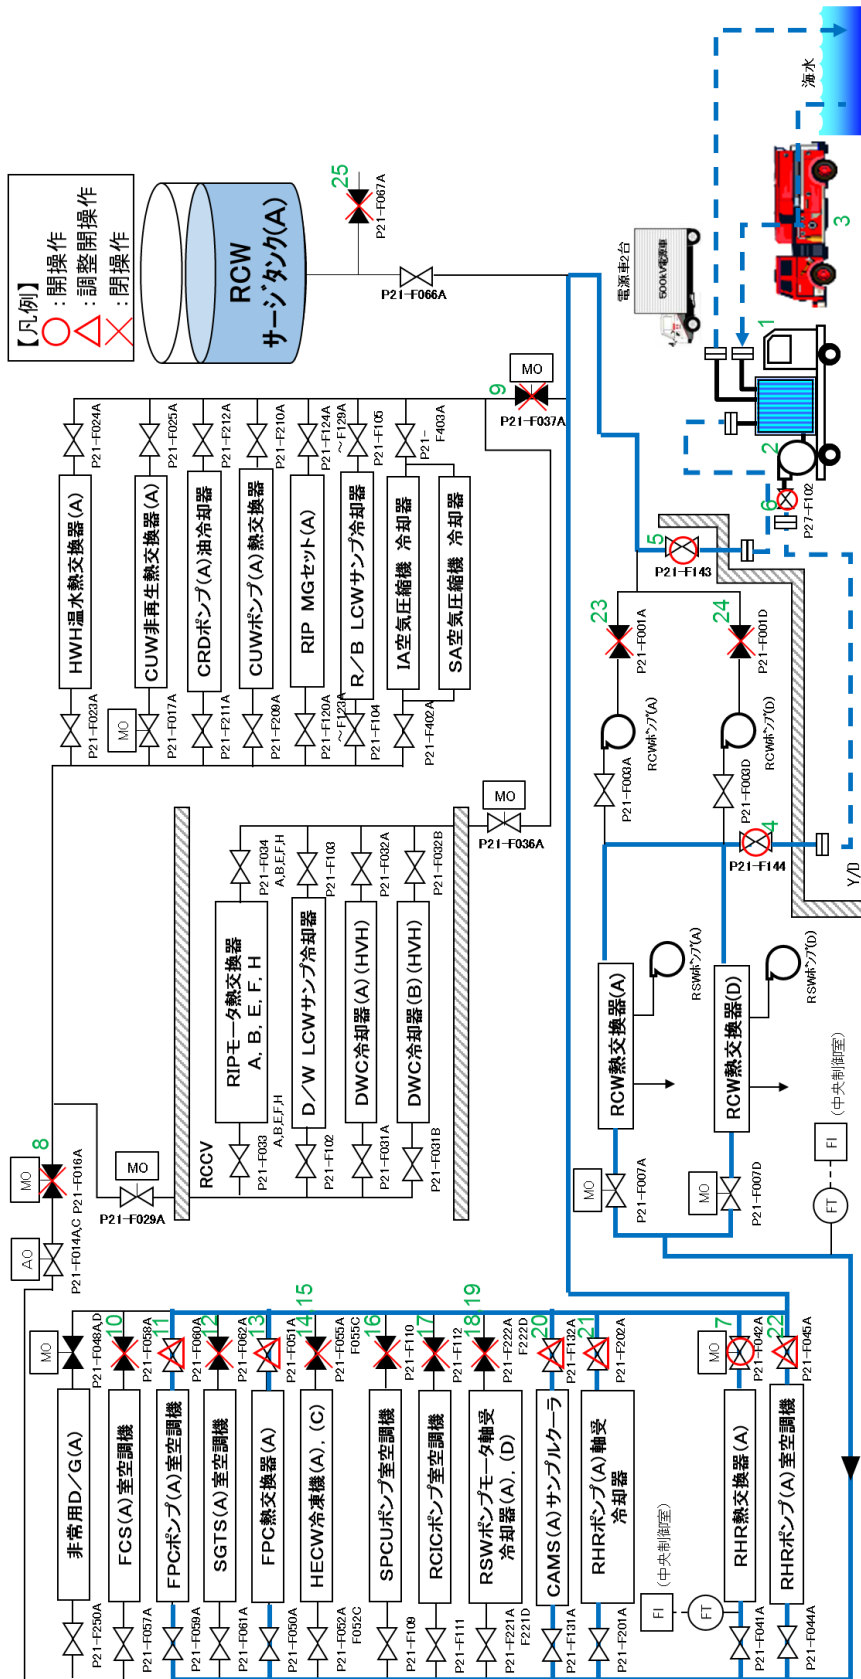 【凡例】
○:開操作
△:調整開操作
×:閉操作
RCW
サージタンク(A)
25
P21-F067A
P21-F066A
電源車2台
500kV電源車
海水
3
1
2
6
P27-F102
5
P21-F143
4
P21-F144
Y/D
9
MO
P21-F037A
P21-F024A
P21-F025A
P21-F212A
P21-F210A
P21-F124A
～F129A
P21-F105
P21-
F403A
HWH温水熱交換器(A)
CUW非再生熱交換器(A)
CRDポンプ(A)油冷却器
CUWポンプ(A)熱交換器
RIP MGセット(A)
R/B LCWサンプ冷却器
IA空気圧縮機 冷却器
SA空気圧縮機 冷却器
P21-F023A
MO
P21-F017A
P21-F211A
P21-F209A
P21-F120A
～F123A
P21-F104
P21-F402A
MO
P21-F036A
P21-F034
A,B,E,F,H
P21-F103
P21-F032A
P21-F032B
RIPモータ熱交換器
A, B, E, F, H
D/W LCWサンプ冷却器
DWC冷却器(A)(HVH)
DWC冷却器(B)(HVH)
RCCV
P21-F033
A,B,E,F,H
P21-F102
P21-F031A
P21-F031B
8
MO
P21-F016A
AO
P21-F014A,C
MO
P21-F029A
23
P21-F001A
24
P21-F001D
RCWポンプ(A)
RCWポンプ(D)
P21-F003A
P21-F003D
RCW熱交換器(A)
RCW熱交換器(D)
RSWポンプ(A)
RSWポンプ(D)
MO
P21-F007A
MO
P21-F007D
FT
FI
(中央制御室)
MO
P21-F048A,D
10
P21-F058A
11
P21-F060A
12
P21-F062A
13
P21-F051A
14, 15
P21-F055A
F055C
16
P21-F110
17
P21-F112
18, 19
P21-F222A
F222D
20
P21-F132A
21
P21-F202A
7
MO
P21-F042A
22
P21-F045A
非常用D/G(A)
FCS(A)室空調機
FPCポンプ(A)室空調機
SGTS(A)室空調機
FPC熱交換器(A)
HECW冷凍機(A), (C)
SPCUポンプ室空調機
RCICポンプ室空調機
RSWポンプモータ軸受
冷却器(A), (D)
CAMS(A)サンプルクーラ
RHRポンプ(A)軸受
冷却器
RHR熱交換器(A)
RHRポンプ(A)室空調機
P21-F250A
P21-F057A
P21-F059A
P21-F061A
P21-F050A
P21-F052A
F052C
P21-F109
P21-F111
P21-F221A
F221D
P21-F131A
P21-F201A
FI
(中央制御室)
FT
P21-F041A
P21-F044A